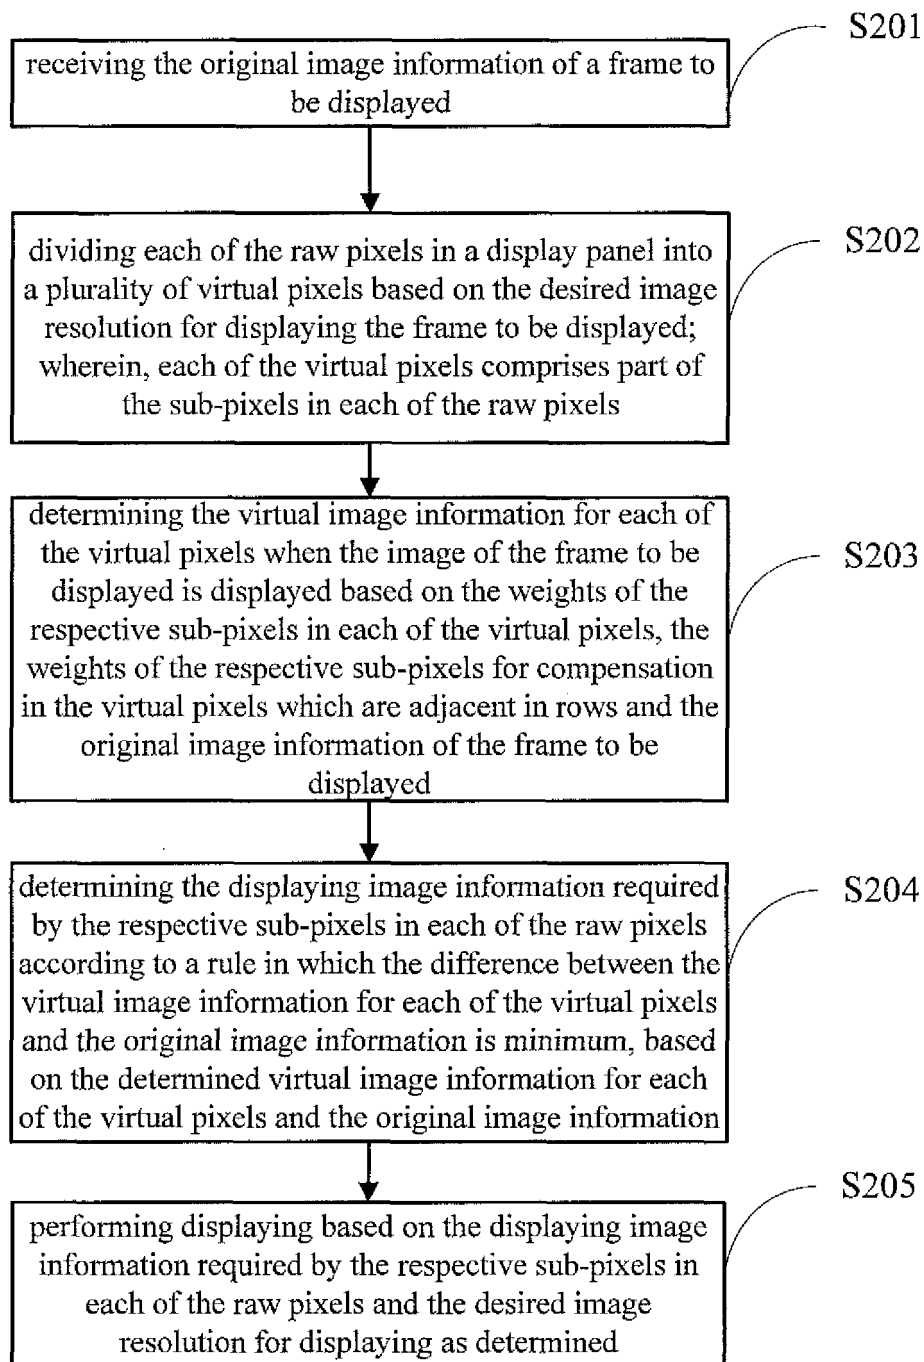 S201
receiving the original image information of a frame to
be displayed
S202
dividing each of the raw pixels in a display panel into
a plurality of virtual pixels based on the desired image
resolution for displaying the frame to be displayed;
wherein, each of the virtual pixels comprises part of
the sub-pixels in each of the raw pixels
S203
determining the virtual image information for each of
the virtual pixels when the image of the frame to be
displayed is displayed based on the weights of the
respective sub-pixels in each of the virtual pixels, the
weights of the respective sub-pixels for compensation
in the virtual pixels which are adjacent in rows and the
original image information of the frame to be
displayed
S204
determining the displaying image information required
by the respective sub-pixels in each of the raw pixels
according to a rule in which the difference between the
virtual image information for each of the virtual pixels
and the original image information is minimum, based
on the determined virtual image information for each
of the virtual pixels and the original image information
S205
performing displaying based on the displaying image
information required by the respective sub-pixels in
each of the raw pixels and the desired image
resolution for displaying as determined